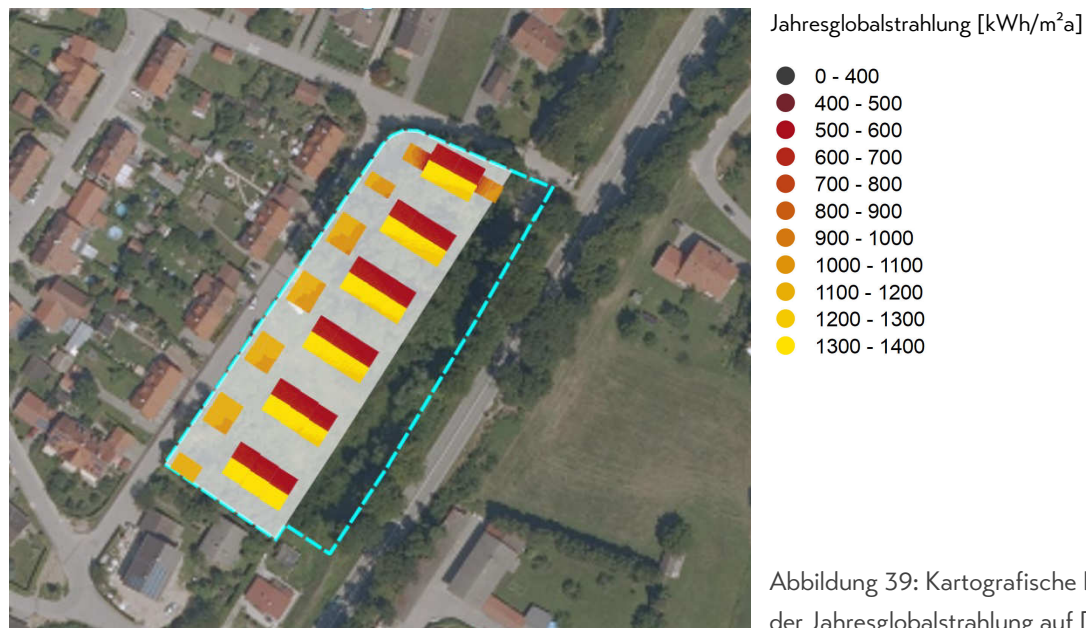 Jahresglobalstrahlung [kWh/m²a]
0 - 400
400 - 500
500 - 600
600 - 700
700 - 800
800 - 900
900 - 1000
1000 - 1100
1100 - 1200
1200 - 1300
1300 - 1400
Abbildung 39: Kartografische
der Jahresglobalstrahlung auf